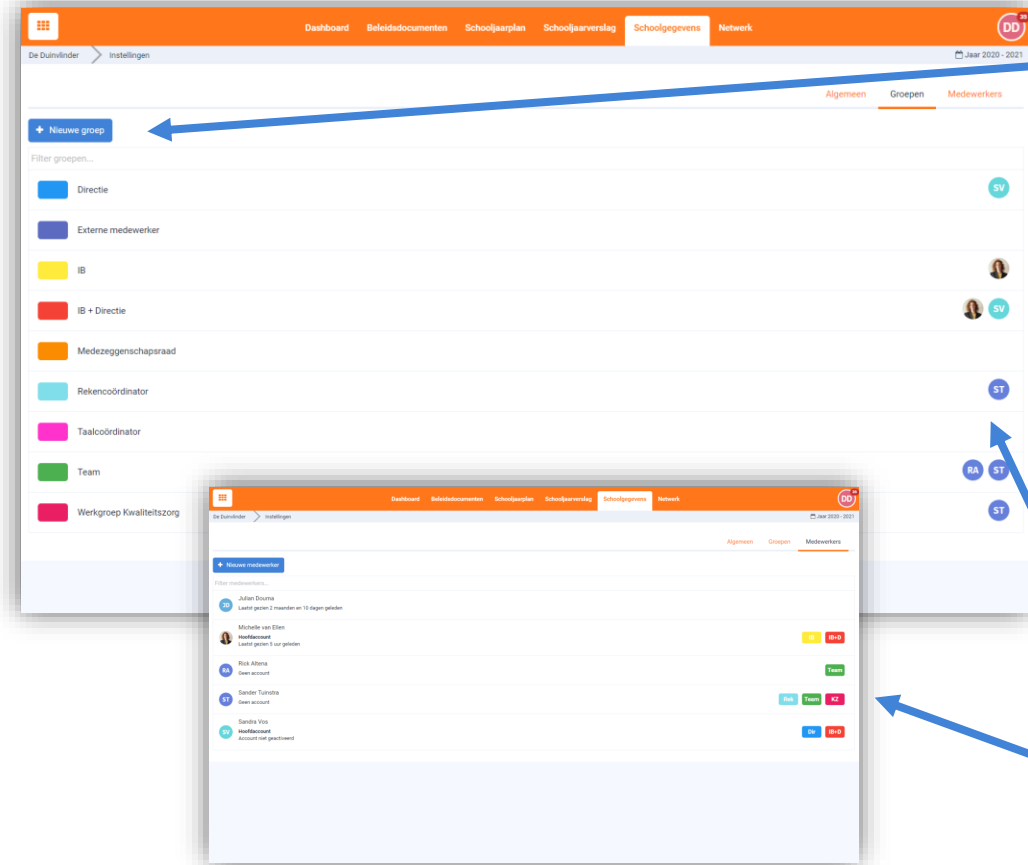 Dashboard Beleidsdocumenten Schooljaarplan Schooljaarverslag Schoolgegevens Netwerk DD
De Duinvlinder Instellingen Jaar 2020 - 2021
Algemeen Groepen Medewerkers
+ Nieuwe groep
Filter groepen...
Directie SV
Externe medewerker
IB
IB + Directie SV
Medezeggenschapsraad
Rekencoördinator ST
Taalcoördinator
Team RA ST
Werkgroep Kwaliteitszorg ST
Dashboard Beleidsdocumenten Schooljaarplan Schooljaarverslag Schoolgegevens Netwerk DD
De Duinvlinder Instellingen Jaar 2020 - 2021
Algemeen Groepen Medewerkers
+ Nieuwe medewerker
Filter medewerkers...
Julian Douma
Laatst gezien 2 maanden en 10 dagen geleden
Michelle van Ellen
Hoofdaccount IB IB+D
Laatst gezien 5 uur geleden
Rick Altena
RA Geen account Team
Sander Tuinstra
ST Geen account Rek Team KZ
Sandra Vos
SV Hoofdaccount Dir IB+D
Account niet geactiveerd